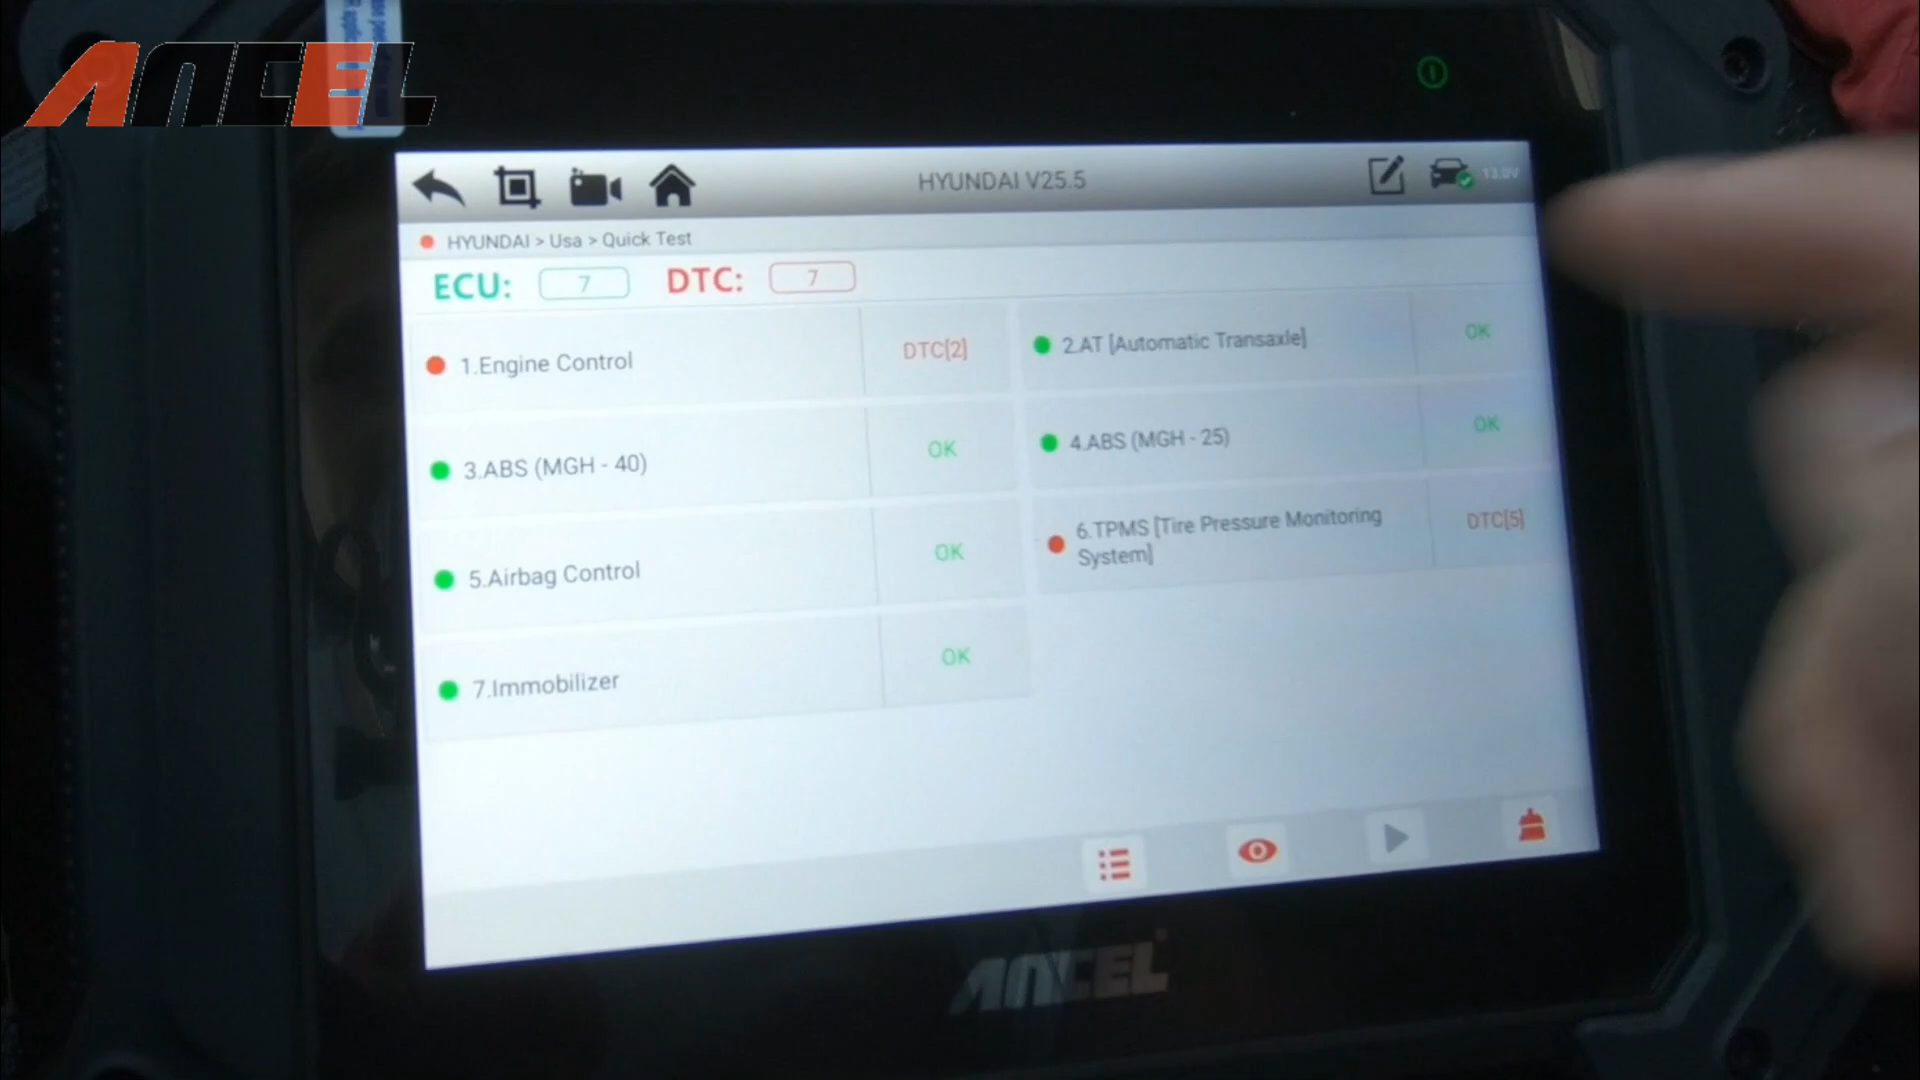 ANCEL
HYUNDAI V25.5
13.0V
HYUNDAI > Usa > Quick Test
ECU: 7 DTC: 7
1.Engine Control DTC[2]
2.AT [Automatic Transaxle] OK
3.ABS (MGH - 40) OK
4.ABS (MGH - 25) OK
5.Airbag Control OK
6.TPMS [Tire Pressure Monitoring
System] DTC[5]
7.Immobilizer OK
ANCEL